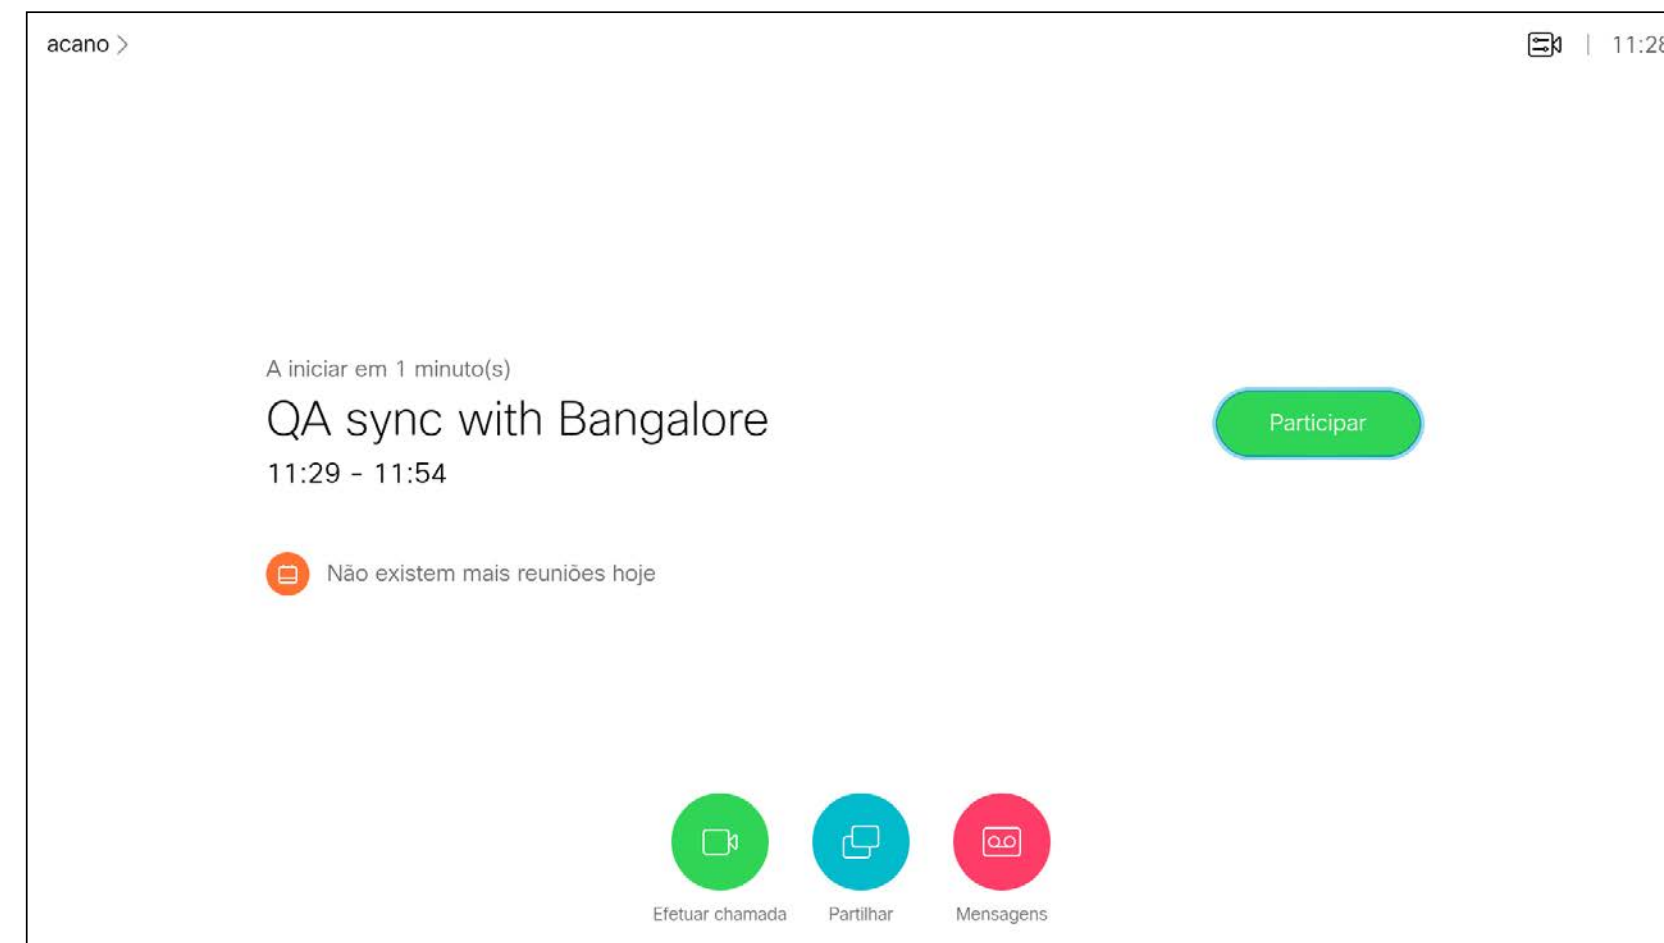 acano
11:28
A iniciar em 1 minuto(s)
QA sync with Bangalore
11:29 - 11:54
Participar
Não existem mais reuniões hoje
Efetuar chamada
Partilhar
Mensagens